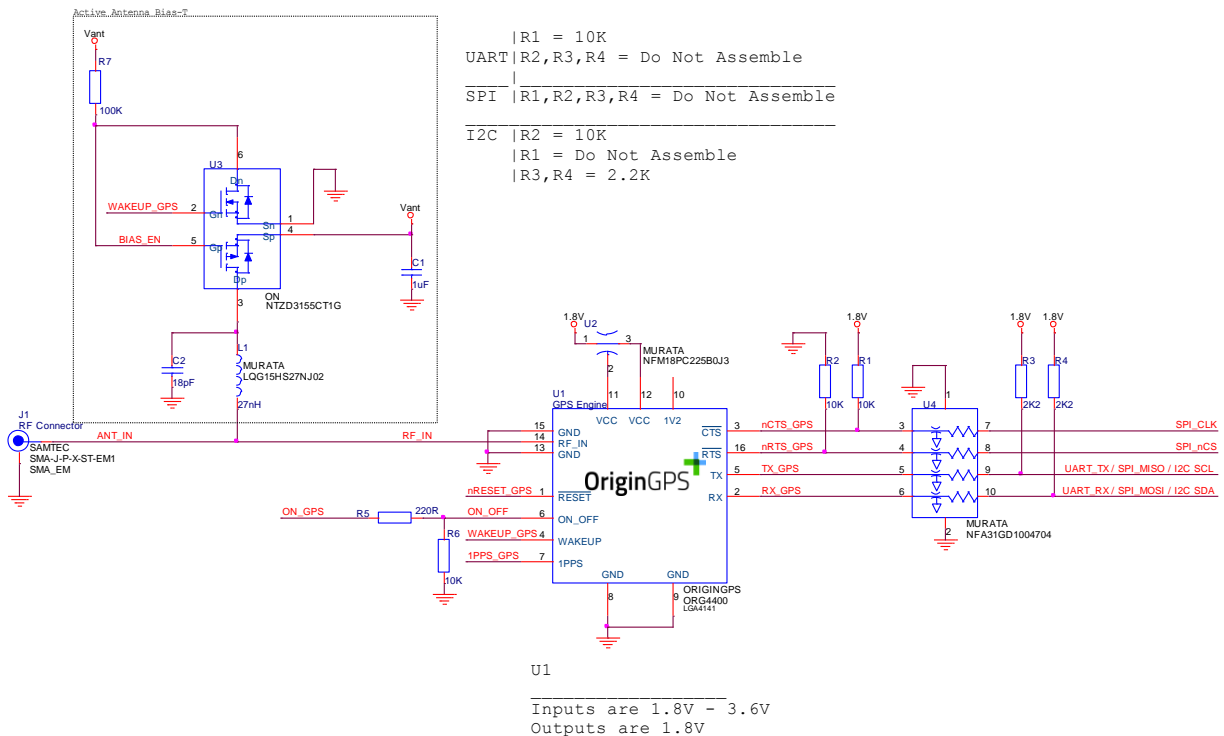 Active Antenna Bias-T
Vant
R7
100K
U3
6
Dn
WAKEUP_GPS
2
Gn
1
Sn
4
Sp
BIAS_EN
5
Gp
Dp
3
ON
NTZD3155CT1G
Vant
C1
1uF
C2
18pF
L1
MURATA
LQG15HS27NJ02
27nH
|R1 = 10K
UART|R2,R3,R4 = Do Not Assemble
SPI |R1,R2,R3,R4 = Do Not Assemble
I2C |R2 = 10K
|R1 = Do Not Assemble
|R3,R4 = 2.2K
J1
RF Connector
SAMTEC
SMA-J-P-X-ST-EM1
SMA_EM
ANT_IN
RF_IN
1.8V
U2
1
3
2
MURATA
NFM18PC225B0J3
U1
GPS Engine
11
12
10
VCC
VCC
1V2
15
GND
14
RF_IN
13
GND
nRESET_GPS
1
RESET
ON_GPS
R5
220R
ON_OFF
6
ON_OFF
R6
10K
WAKEUP_GPS
4
WAKEUP
1PPS_GPS
7
1PPS
OriginGPS
CTS
3
nCTS_GPS
RTS
16
nRTS_GPS
TX
5
TX_GPS
RX
2
RX_GPS
GND
GND
8
9
ORIGINGPS
ORG4400
LGA4141
R2
10K
1.8V
R1
10K
U4
1
3
7
4
8
5
9
6
10
2
MURATA
NFA31GD1004704
1.8V
1.8V
R3
2K2
R4
2K2
SPI_CLK
SPI_nCS
UART_TX / SPI_MISO / I2C SCL
UART_RX / SPI_MOSI / I2C SDA
U1
Inputs are 1.8V - 3.6V
Outputs are 1.8V